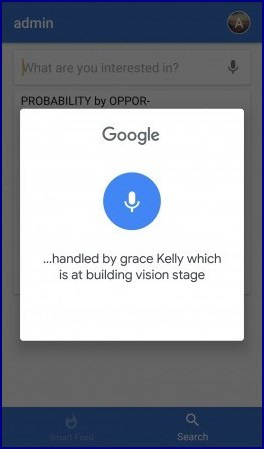 admin
A
What are you interested in?
PROBABILITY by OPPOR-
Google
...handled by grace Kelly which
is at building vision stage
Smart Feed
Search